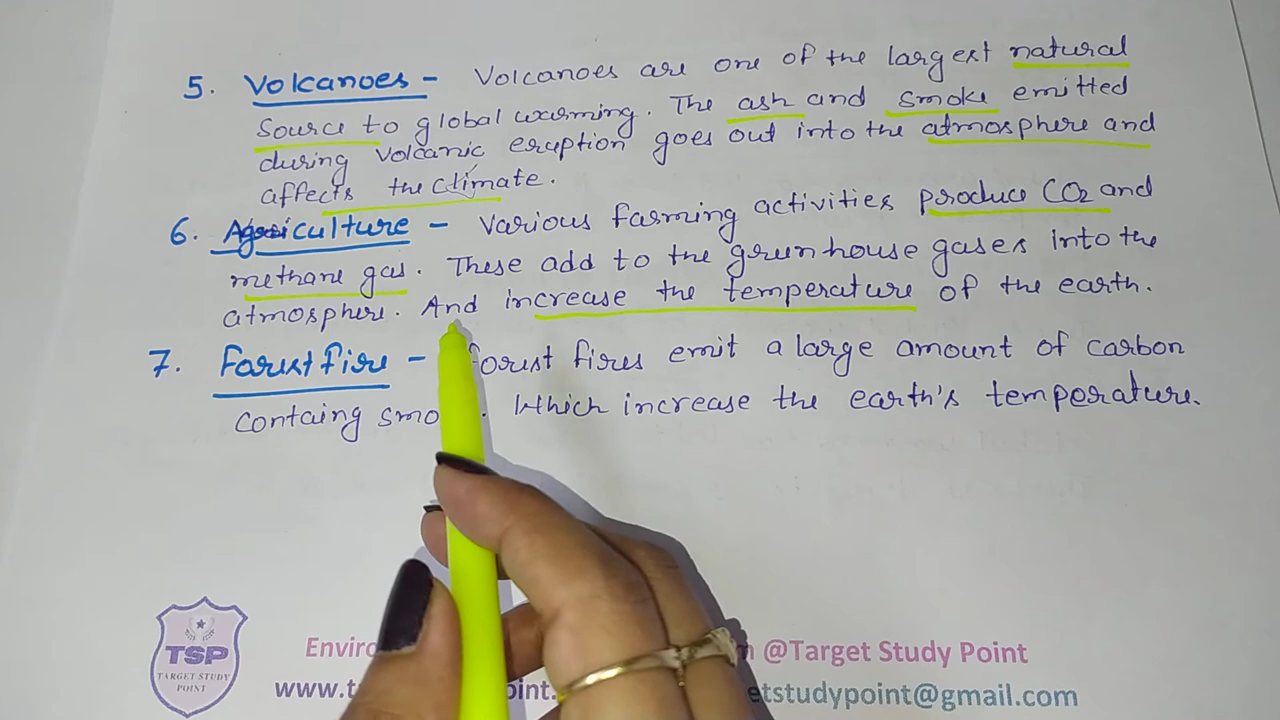 5. Volcanoes - Volcanoes are one of the largest natural
Source to global warming. The ash and smoke emitted
during Volcanic eruption goes out into the atmosphere and
affects the climate.
6. Agriculture - Various farming activities produce CO2 and
methane gas. These add to the greenhouse gases into the
atmosphere. And increase the temperature of the earth.
7. Forest fire - forest fires emit a large amount of carbon
containg smo. Which increase the earth's temperature.
TSP
TARGET STUDY
POINT
Enviro @Target Study Point
www.t point. etstudypoint@gmail.com